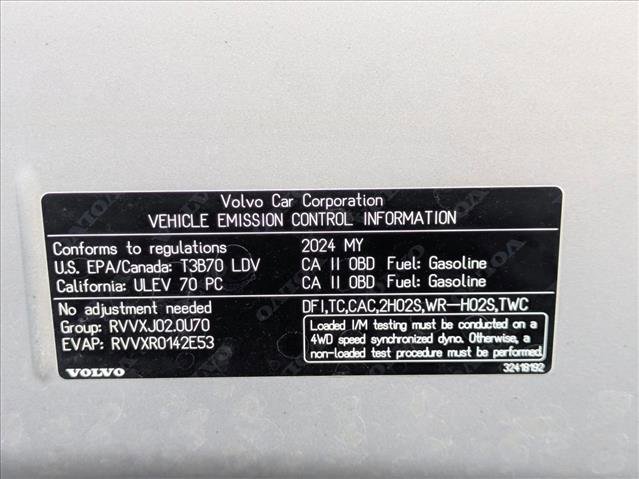 Volvo Car Corporation
VEHICLE EMISSION CONTROL INFORMATION
Conforms to regulations 2024 MY
U.S. EPA/Canada: T3B70 LDV CA II OBD Fuel: Gasoline
California: ULEV 70 PC CA II OBD Fuel: Gasoline
No adjustment needed DFI,TC,CAC,2HO2S,WR-HO2S,TWC
Group: RVVXJ02.0U70
EVAP: RVVXR0142E53
Loaded I/M testing must be conducted on a
4WD speed synchronized dyno. Otherwise, a
non-loaded test procedure must be performed.
VOLVO 32418192